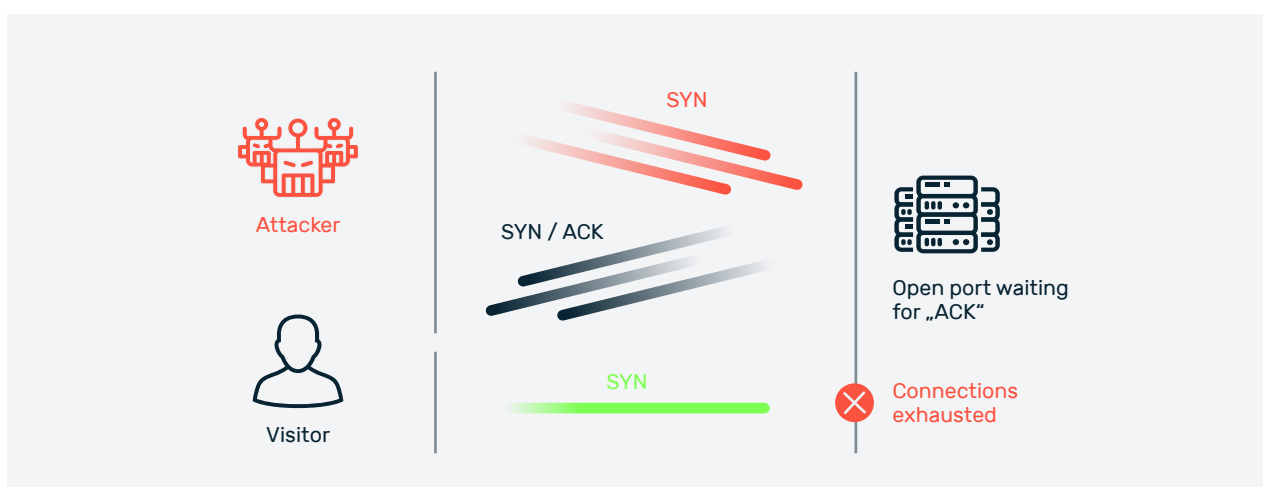 SYN
Attacker
SYN / ACK
Open port waiting
for „ACK“
SYN
Connections
exhausted
Visitor